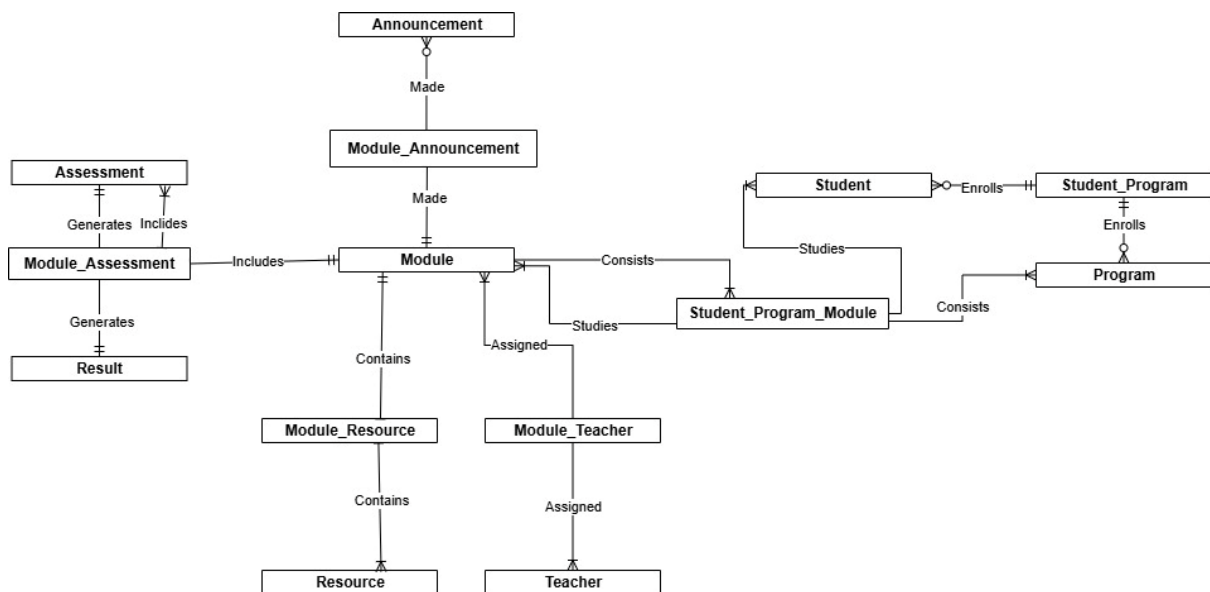 Announcement
Made
Module_Announcement
Made
Assessment
Generates
Inclides
Module_Assessment
Includes
Module
Generates
Result
Student
Enrolls
Student_Program
Enrolls
Studies
Program
Consists
Consists
Student_Program_Module
Studies
Assigned
Contains
Module_Resource
Module_Teacher
Contains
Assigned
Resource
Teacher